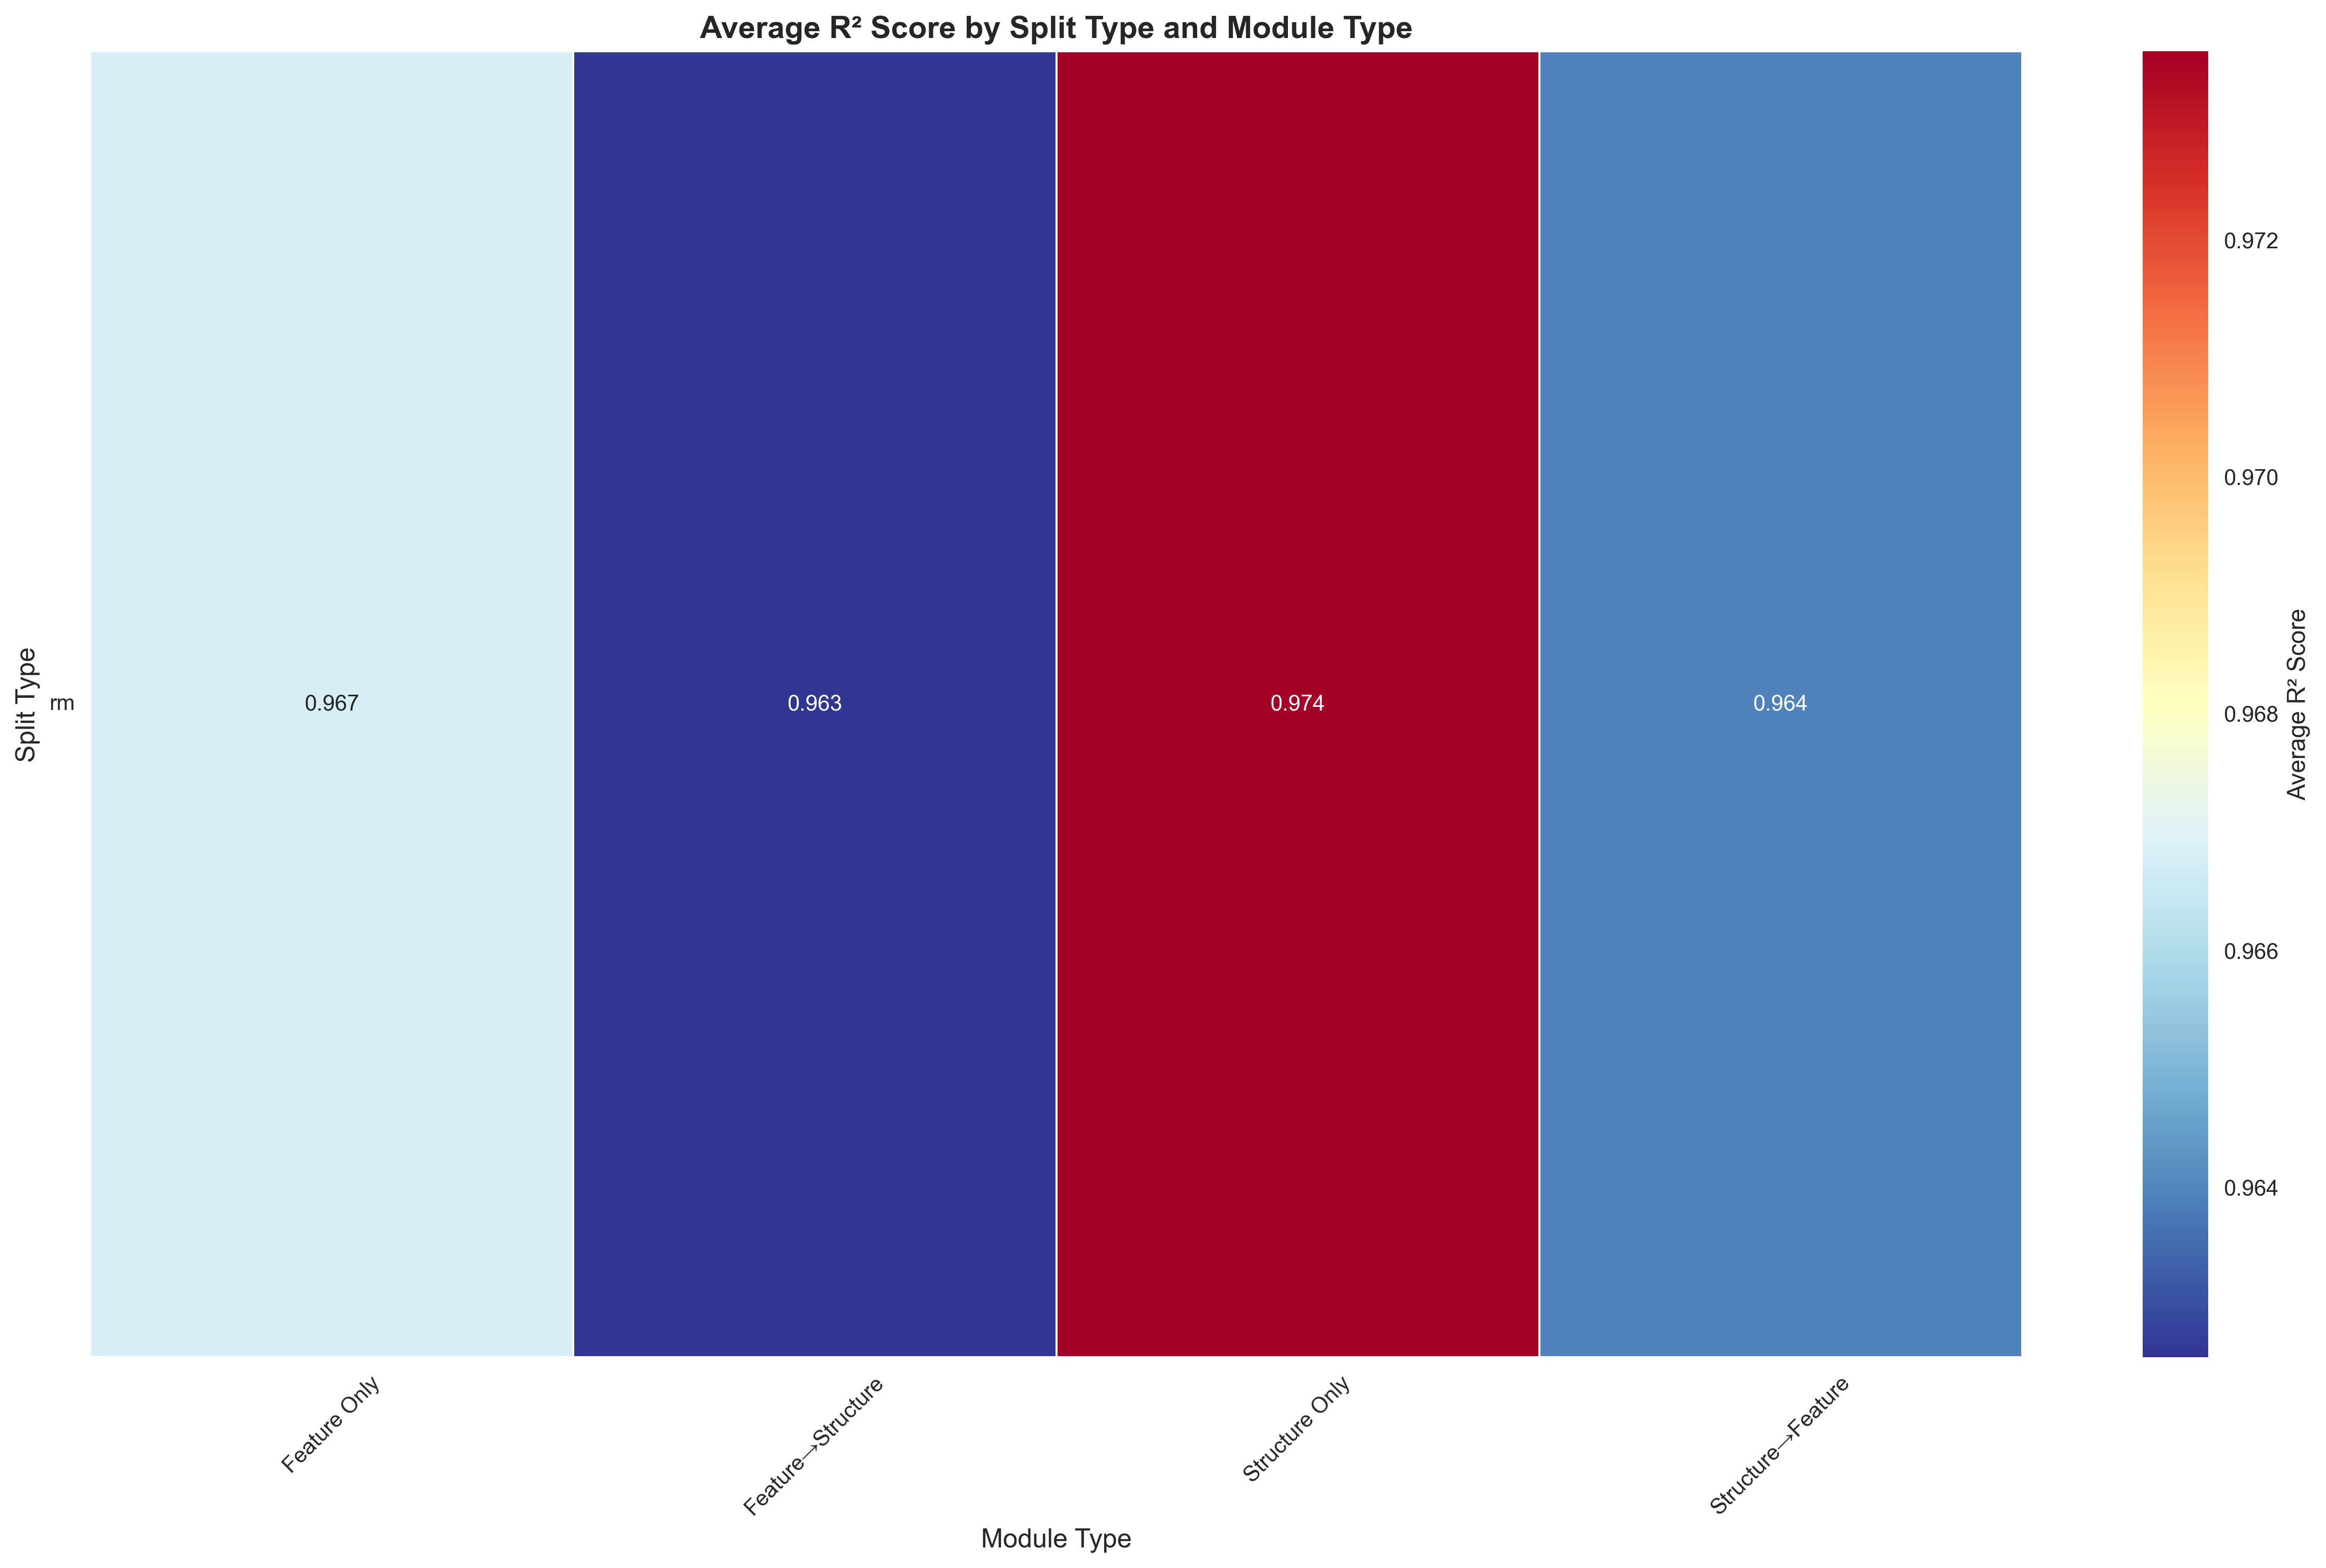 Average R² Score by Split Type and Module Type
Split Type
rm
0.967
0.963
0.974
0.964
Feature Only
Feature→Structure
Structure Only
Structure→Feature
Module Type
0.972
0.970
0.968
0.966
0.964
Average R² Score